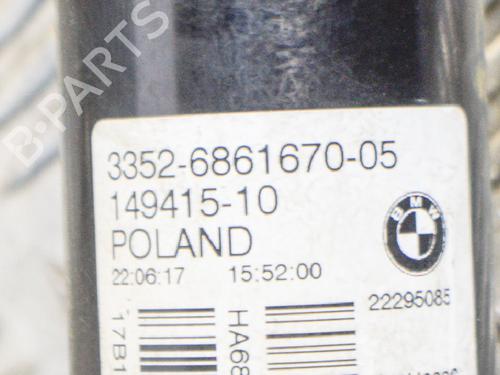 B-PARTS
3352-6861670-05
149415-10
POLAND
BMW
22:06:17 15:52:00
22295085
17B1
HA68